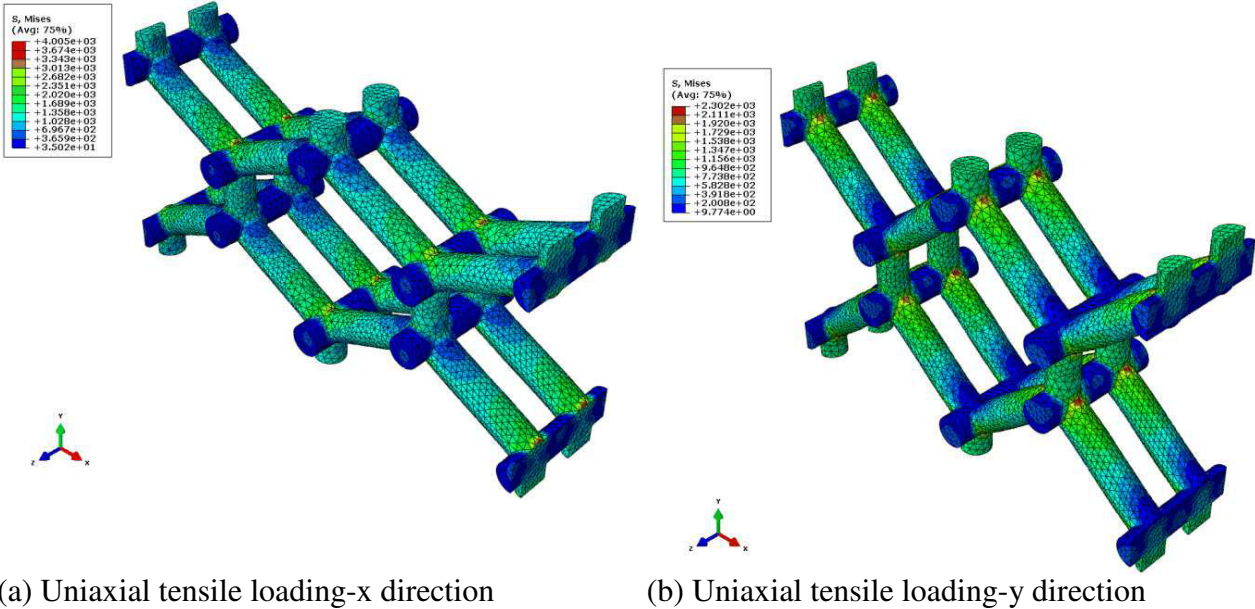 S, Mises
(Avg: 75%)
+4.005e+03
+3.674e+03
+3.343e+03
+3.013e+03
+2.682e+03
+2.351e+03
+2.020e+03
+1.689e+03
+1.358e+03
+1.028e+03
+6.967e+02
+3.659e+02
+3.502e+01
S, Mises
(Avg: 75%)
+2.302e+03
+2.111e+03
+1.920e+03
+1.729e+03
+1.538e+03
+1.347e+03
+1.156e+03
+9.648e+02
+7.738e+02
+5.828e+02
+3.918e+02
+2.008e+02
+9.774e+00
Y
Z
X
Y
Z
X
(a) Uniaxial tensile loading-x direction
(b) Uniaxial tensile loading-y direction